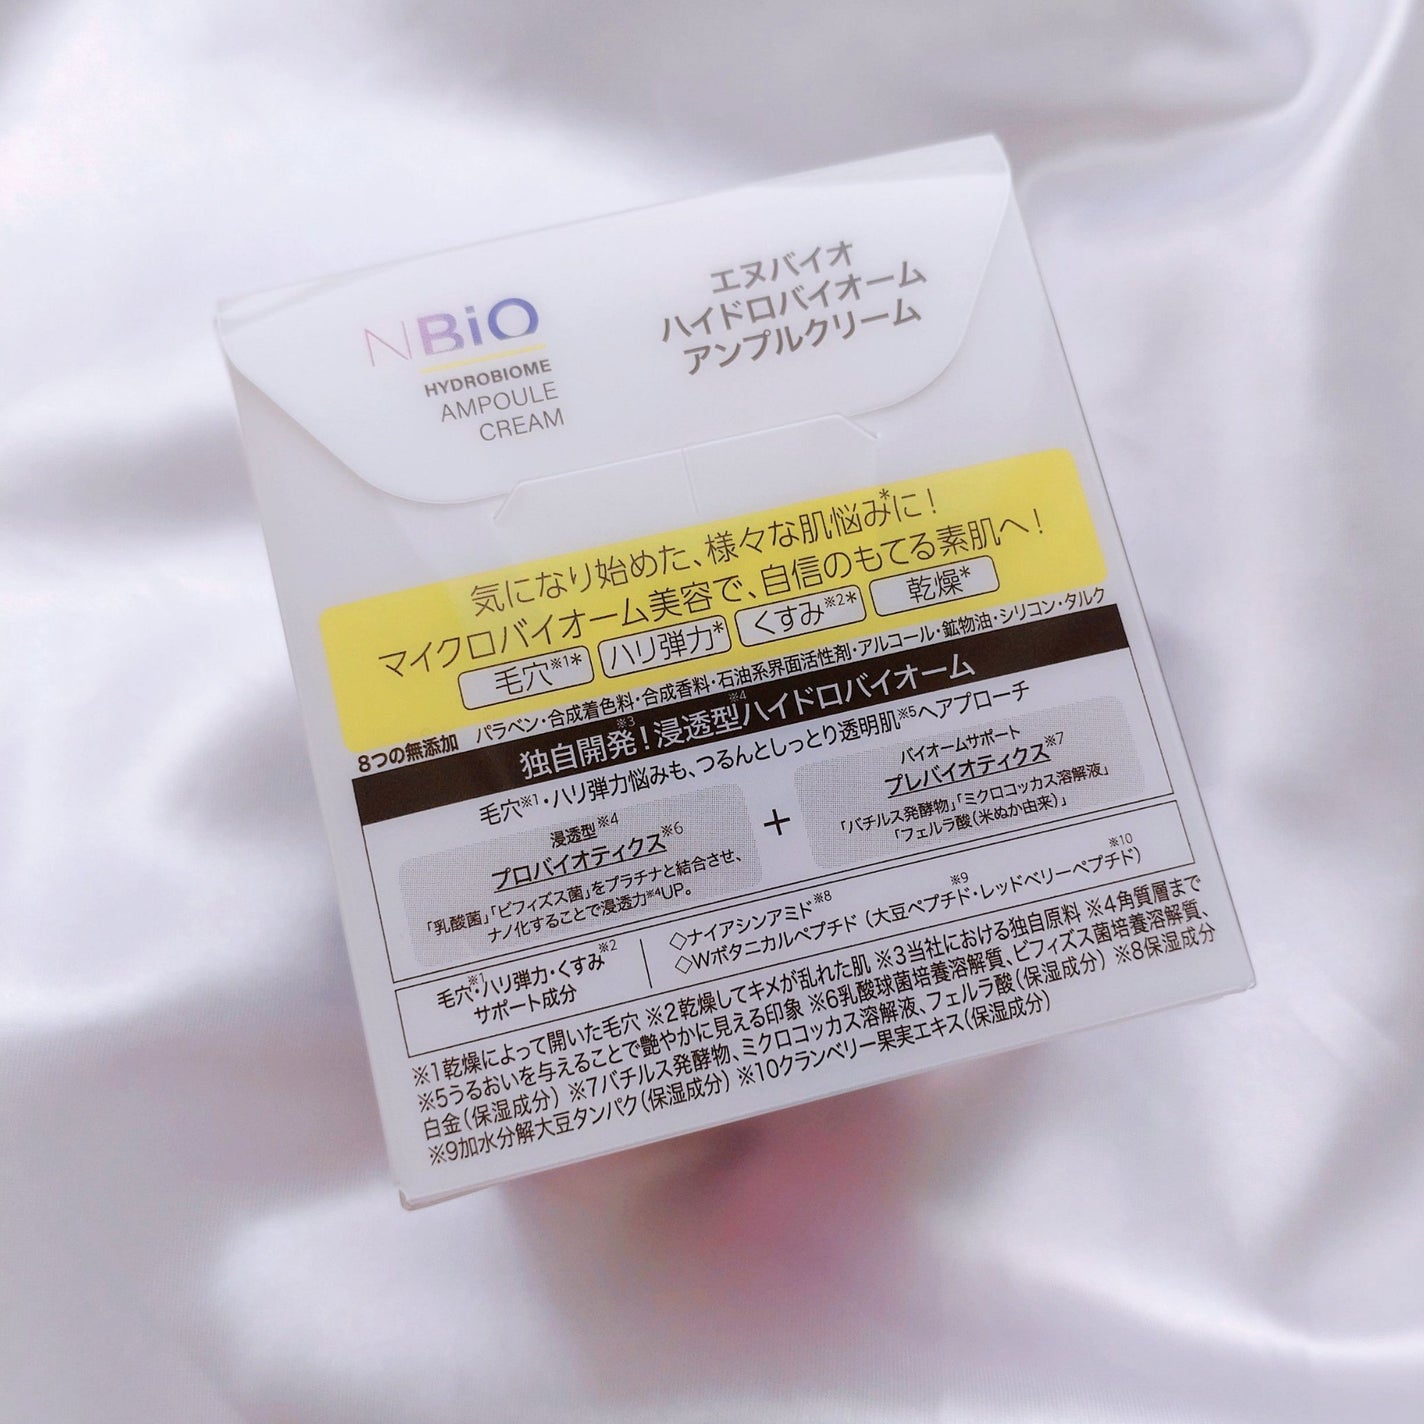 NBiO
HYDROBIOME
AMPOULE
CREAM
エヌバイオ
ハイドロバイオーム
アンプルクリーム
気になり始めた、様々な肌悩み*に！
マイクロバイオーム美容で、自信のもてる素肌へ！
毛穴※1* ハリ弾力* くすみ※2* 乾燥*
8つの無添加 パラベン・合成着色料・合成香料・石油系界面活性剤・アルコール・鉱物油・シリコン・タルク
独自開発※3！浸透型※4ハイドロバイオーム
毛穴※1・ハリ弾力悩みも、つるんとしっとり透明肌※5へアプローチ
浸透型※4
プロバイオティクス※6
「乳酸菌」「ビフィズス菌」をプラチナと結合させ、
ナノ化することで浸透力※4UP。
+
バイオームサポート
プレバイオティクス※7
「バチルス発酵物」「ミクロコッカス溶解液」
「フェルラ酸（米ぬか由来）」
毛穴※1・ハリ弾力・くすみ※2
サポート成分
◇ナイアシンアミド※8
◇Wボタニカルペプチド（大豆ペプチド※9・レッドベリーペプチド※10）
※1乾燥によって開いた毛穴 ※2乾燥してキメが乱れた肌 ※3当社における独自原料 ※4角質層まで
※5うるおいを与えることで艶やかに見える印象 ※6乳酸球菌培養溶解質、ビフィズス菌培養溶解質、
白金（保湿成分） ※7バチルス発酵物、ミクロコッカス溶解液、フェルラ酸（保湿成分） ※8保湿成分
※9加水分解大豆タンパク（保湿成分） ※10クランベリー果実エキス（保湿成分）